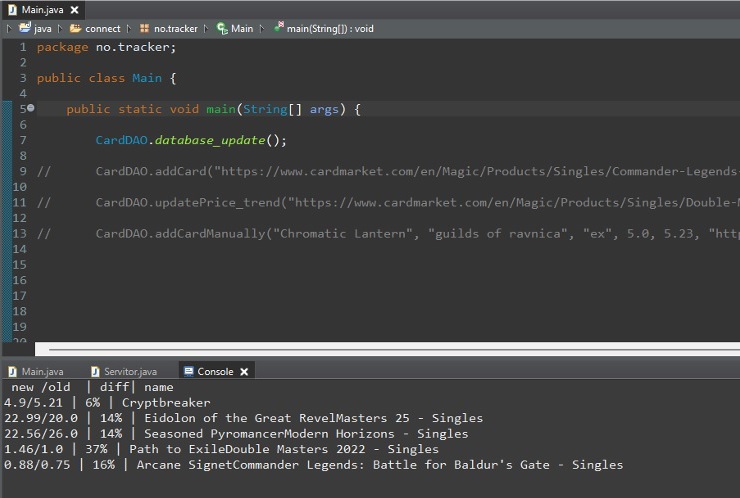 Main.java
java connect no.tracker Main main(String[]) : void
1 package no.tracker;
2
3 public class Main {
4
5 public static void main(String[] args) {
6
7 CardDAO.database_update();
8
9 // CardDAO.addCard("https://www.cardmarket.com/en/Magic/Products/Singles/Commander-Legends-
10
11 // CardDAO.updatePrice_trend("https://www.cardmarket.com/en/Magic/Products/Singles/Double-M
12
13 // CardDAO.addCardManually("Chromatic Lantern", "guilds of ravnica", "ex", 5.0, 5.23, "http
14
15
16
17
18
19
20
Main.java Servitor.java Console
new /old | diff| name
4.9/5.21 | 6% | Cryptbreaker
22.99/20.0 | 14% | Eidolon of the Great RevelMasters 25 - Singles
22.56/26.0 | 14% | Seasoned PyromancerModern Horizons - Singles
1.46/1.0 | 37% | Path to ExileDouble Masters 2022 - Singles
0.88/0.75 | 16% | Arcane SignetCommander Legends: Battle for Baldur's Gate - Singles